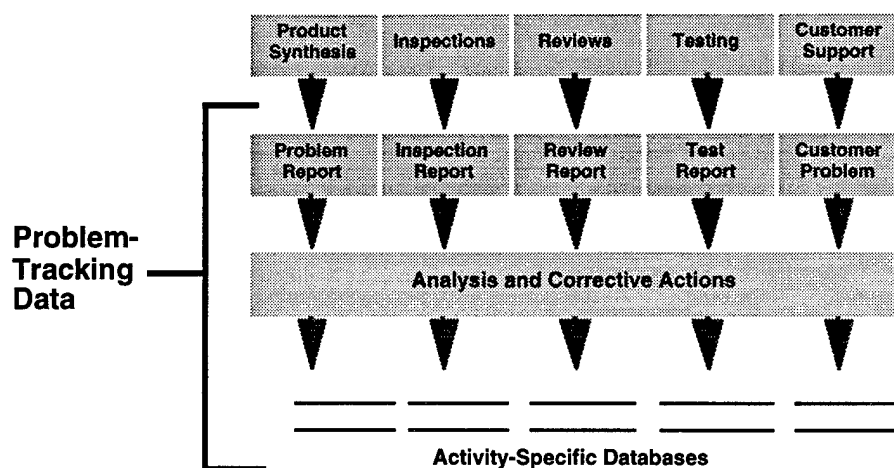 Product
Synthesis
Inspections
Reviews
Testing
Customer
Support
Problem
Report
Inspection
Report
Review
Report
Test
Report
Customer
Problem
Problem-
Tracking
Data
Analysis and Corrective Actions
Activity-Specific Databases